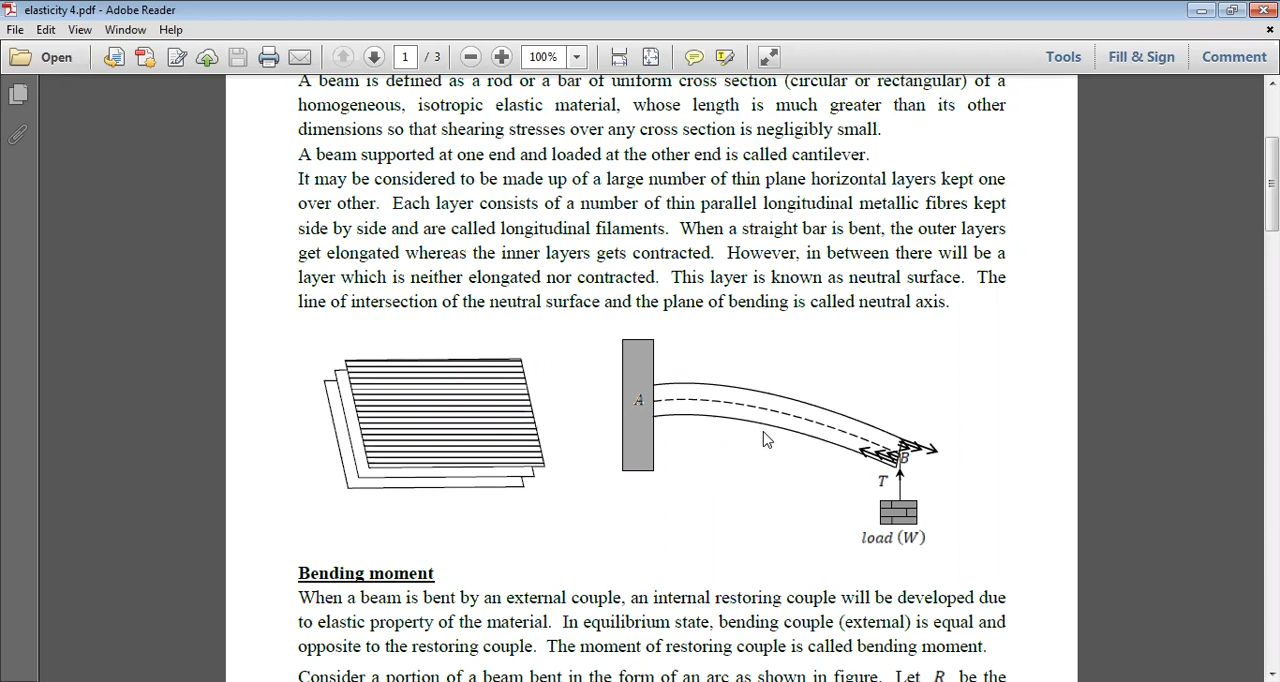 elasticity 4.pdf - Adobe Reader
File Edit View Window Help
Open 1 / 3 100% Tools Fill & Sign Comment
A beam is defined as a rod or a bar of uniform cross section (circular or rectangular) of a
homogeneous, isotropic elastic material, whose length is much greater than its other
dimensions so that shearing stresses over any cross section is negligibly small.
A beam supported at one end and loaded at the other end is called cantilever.
It may be considered to be made up of a large number of thin plane horizontal layers kept one
over other. Each layer consists of a number of thin parallel longitudinal metallic fibres kept
side by side and are called longitudinal filaments. When a straight bar is bent, the outer layers
get elongated whereas the inner layers gets contracted. However, in between there will be a
layer which is neither elongated nor contracted. This layer is known as neutral surface. The
line of intersection of the neutral surface and the plane of bending is called neutral axis.
A
B
T
load (W)
Bending moment
When a beam is bent by an external couple, an internal restoring couple will be developed due
to elastic property of the material. In equilibrium state, bending couple (external) is equal and
opposite to the restoring couple. The moment of restoring couple is called bending moment.
Consider a portion of a beam bent in the form of an arc as shown in figure. Let R be the